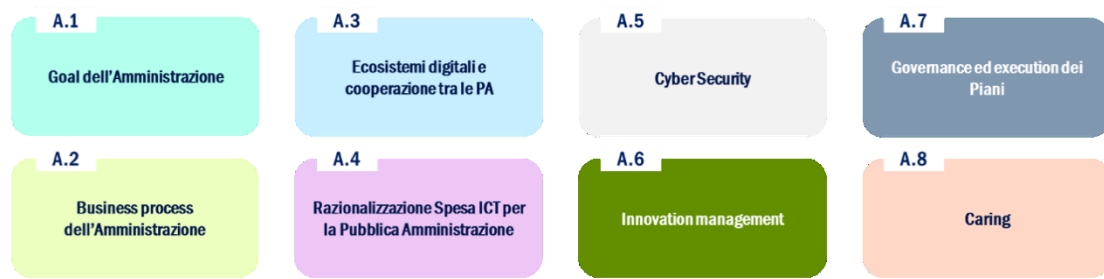 A.1
Goal dell'Amministrazione
A.3
Ecosistemi digitali e
cooperazione tra le PA
A.5
Cyber Security
A.7
Governance ed execution dei
Piani
A.2
Business process
dell'Amministrazione
A.4
Razionalizzazione Spesa ICT per
la Pubblica Amministrazione
A.6
Innovation management
A.8
Caring